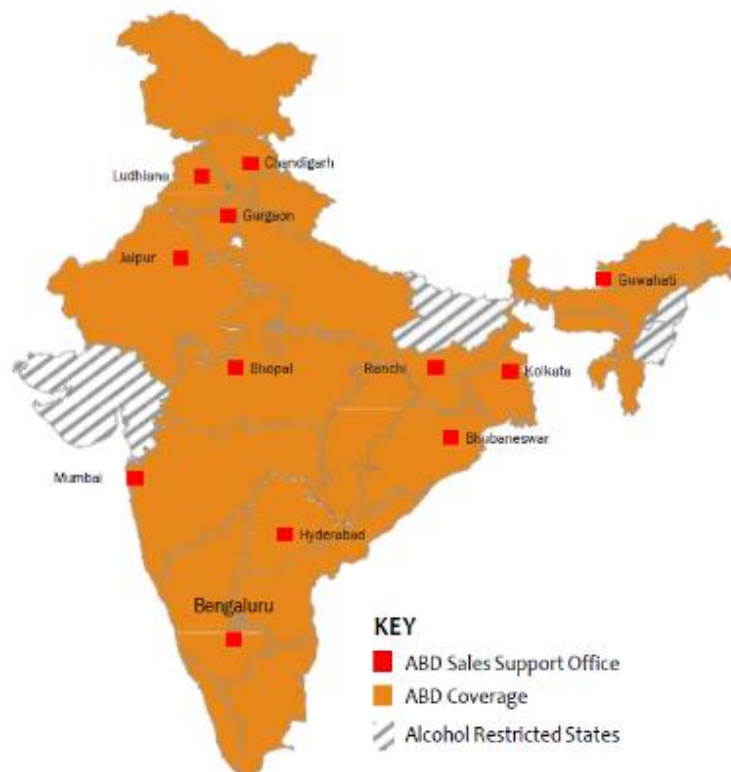 Chandigarh
Ludhiana
Gurgaon
Jaipur
Guwahati
Bhopal
Ranchi
Kolkata
Bhubaneswar
Mumbai
Hyderabad
Bengaluru
KEY
ABD Sales Support Office
ABD Coverage
Alcohol Restricted States